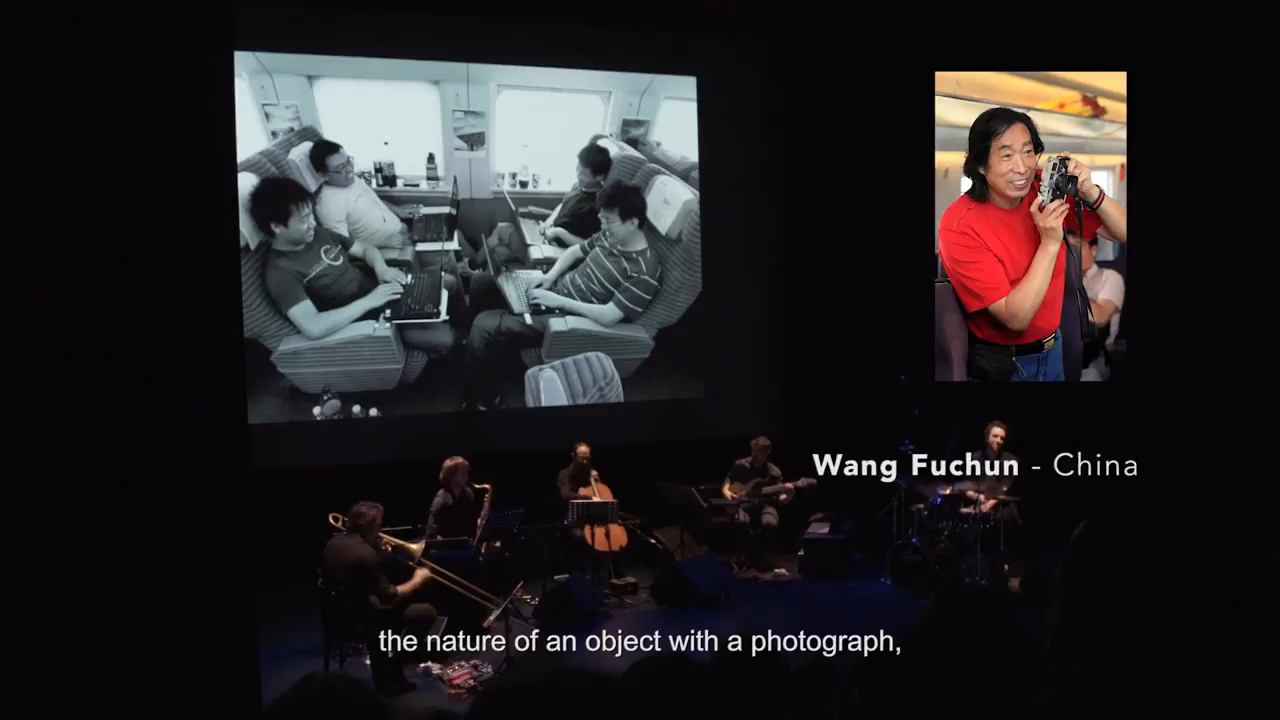 Wang Fuchun - China
the nature of an object with a photograph,